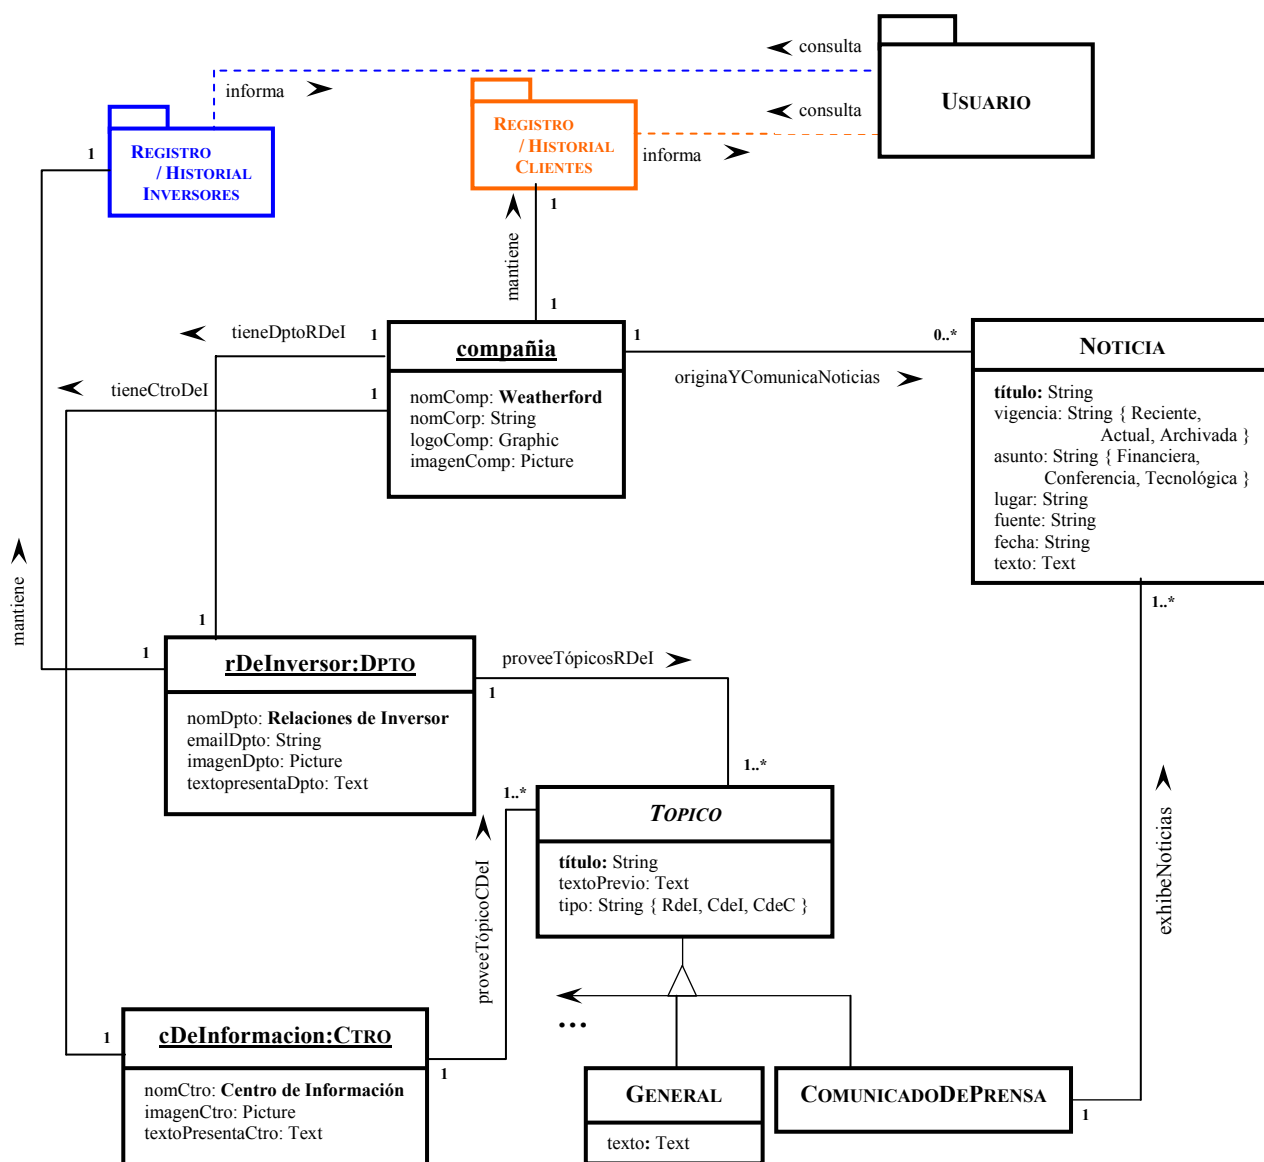 consulta
USUARIO
informa
consulta
REGISTRO
/ HISTORIAL
CLIENTES
informa
REGISTRO
/ HISTORIAL
INVERSORES
1
1
mantiene
1
tieneDptoRDeI
1
compañia
1
0..*
NOTICIA
originaYComunicaNoticias
tieneCtroDeI
1
nomComp: Weatherford
nomCorp: String
logoComp: Graphic
imagenComp: Picture
título: String
vigencia: String { Reciente,
Actual, Archivada }
asunto: String { Financiera,
Conferencia, Tecnológica }
lugar: String
fuente: String
fecha: String
texto: Text
mantiene
1
1..*
1
rDeInversor:DPTO
proveeTópicosRDeI
1
nomDpto: Relaciones de Inversor
emailDpto: String
imagenDpto: Picture
textopresentaDpto: Text
1..*
1..*
TOPICO
título: String
textoPrevio: Text
tipo: String { RdeI, CdeI, CdeC }
proveeTópicoCDeI
exhibeNoticias
...
1
cDeInformacion:CTRO
1
nomCtro: Centro de Información
imagenCtro: Picture
textoPresentaCtro: Text
GENERAL
texto: Text
COMUNICADODEPRENSA
1